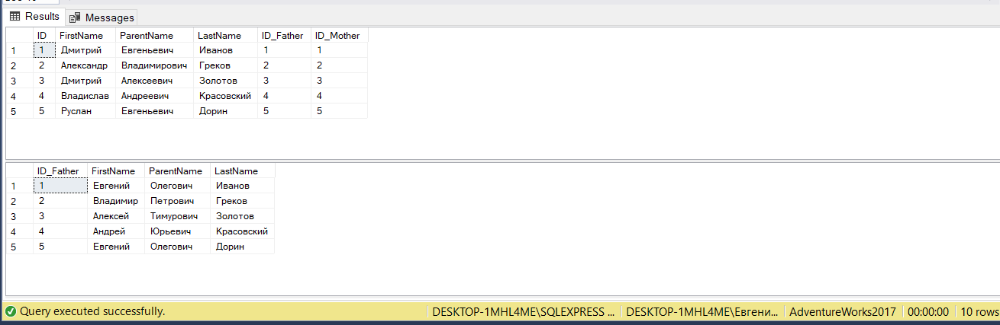 Results Messages
ID FirstName ParentName LastName ID_Father ID_Mother
1 1 Дмитрий Евгеньевич Иванов 1 1
2 2 Александр Владимирович Греков 2 2
3 3 Дмитрий Алексеевич Золотов 3 3
4 4 Владислав Андреевич Красовский 4 4
5 5 Руслан Евгеньевич Дорин 5 5
ID_Father FirstName ParentName LastName
1 1 Евгений Олегович Иванов
2 2 Владимир Петрович Греков
3 3 Алексей Тимурович Золотов
4 4 Андрей Юрьевич Красовский
5 5 Евгений Олегович Дорин
Query executed successfully. DESKTOP-1MHL4ME\SQLEXPRESS ... DESKTOP-1MHL4ME\Евгени... AdventureWorks2017 00:00:00 10 rows